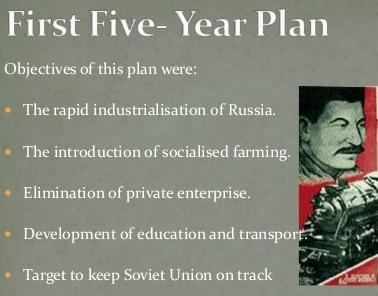 First Five- Year Plan
Objectives of this plan were:
The rapid industrialisation of Russia.
The introduction of socialised farming.
Elimination of private enterprise.
Development of education and transport.
Target to keep Soviet Union on track